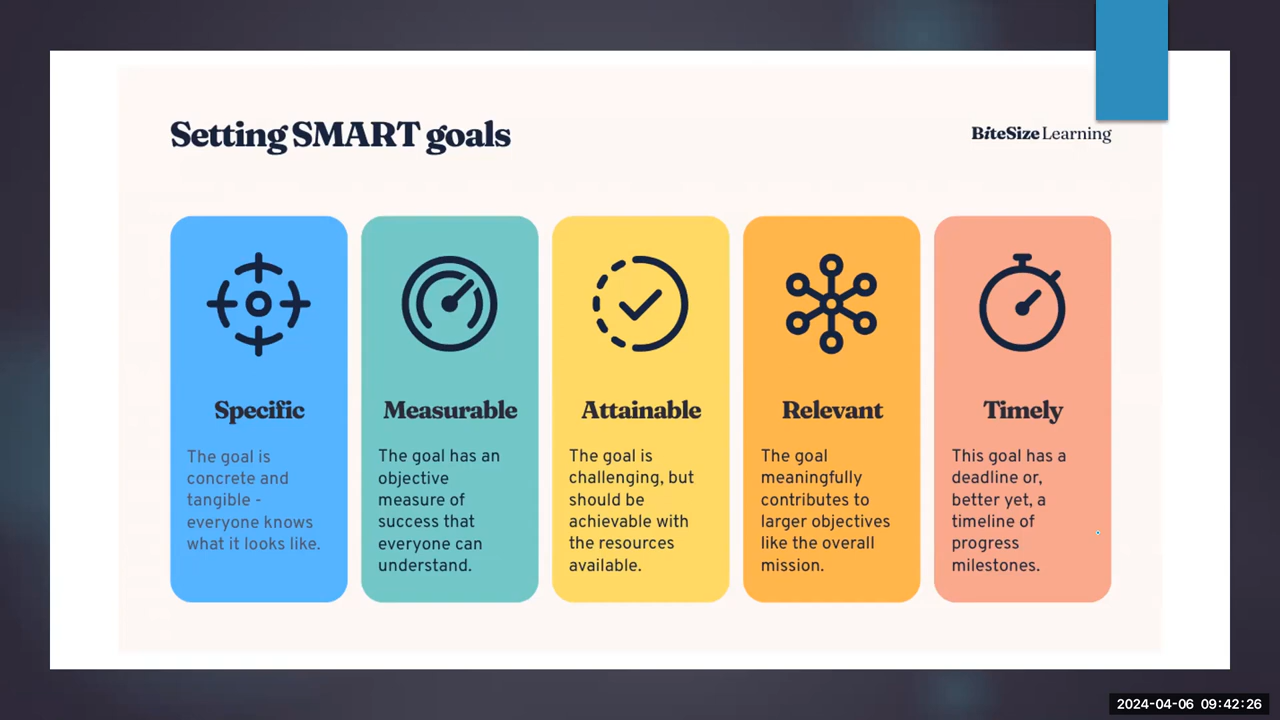 Setting SMART goals
BiteSize Learning
Specific
The goal is
concrete and
tangible -
everyone knows
what it looks like.
Measurable
The goal has an
objective
measure of
success that
everyone can
understand.
Attainable
The goal is
challenging, but
should be
achievable with
the resources
available.
Relevant
The goal
meaningfully
contributes to
larger objectives
like the overall
mission.
Timely
This goal has a
deadline or,
better yet, a
timeline of
progress
milestones.
2024-04-06 09:42:26